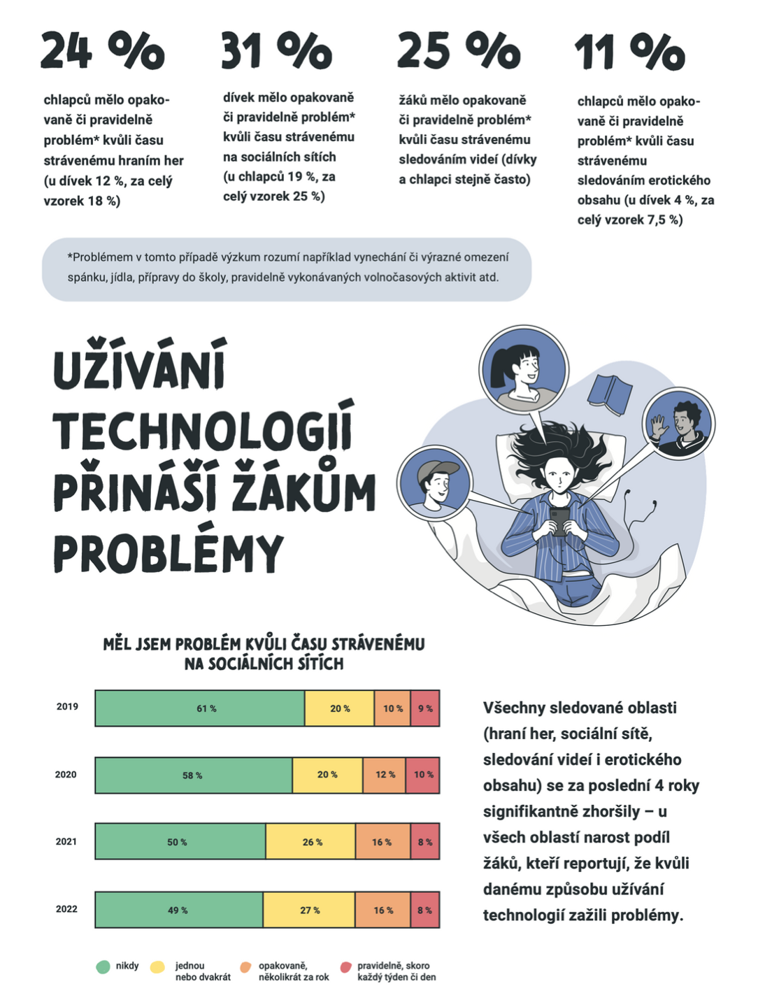 24 %
chlapců mělo opako-
vaně či pravidelně
problém* kvůli času
strávenému hraním her
(u dívek 12 %, za celý
vzorek 18 %)
31 %
dívek mělo opakovaně
či pravidelně problém*
kvůli času strávenému
na sociálních sítích
(u chlapců 19 %, za
celý vzorek 25 %)
25 %
žáků mělo opakovaně
či pravidelně problém*
kvůli času strávenému
sledováním videí (dívky
a chlapci stejně často)
11 %
chlapců mělo opako-
vaně či pravidelně
problém* kvůli času
strávenému
sledováním erotického
obsahu (u dívek 4 %, za
celý vzorek 7,5 %)
*Problémem v tomto případě výzkum rozumí například vynechání či výrazné omezení
spánku, jídla, přípravy do školy, pravidelně vykonávaných volnočasových aktivit atd.
UŽÍVÁNÍ
TECHNOLOGIÍ
PŘINÁŠÍ ŽÁKŮM
PROBLÉMY
MĚL JSEM PROBLÉM KVŮLI ČASU STRÁVENÉMU
NA SOCIÁLNÍCH SÍTÍCH
2019 61 % 20 % 10 % 9 %
2020 58 % 20 % 12 % 10 %
2021 50 % 26 % 16 % 8 %
2022 49 % 27 % 16 % 8 %
nikdy
jednou
nebo dvakrát
opakovaně,
několikrát za rok
pravidelně, skoro
každý týden či den
Všechny sledované oblasti
(hraní her, sociální sítě,
sledování videí i erotického
obsahu) se za poslední 4 roky
signifikantně zhoršily – u
všech oblastí narost podíl
žáků, kteří reportují, že kvůli
danému způsobu užívání
technologií zažili problémy.